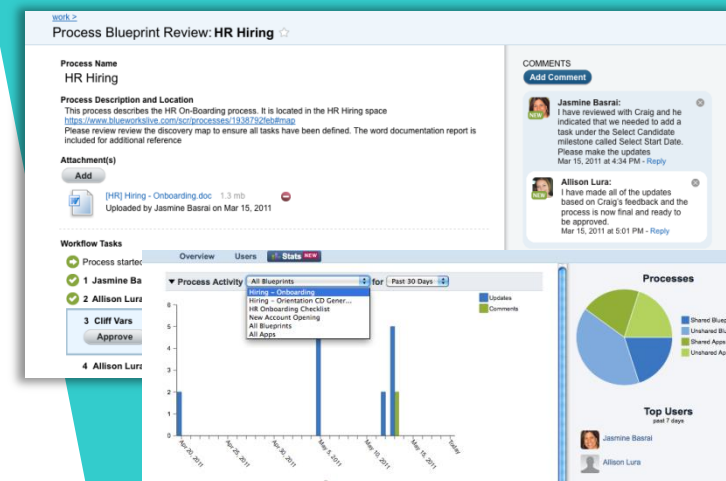 work >
Process Blueprint Review: HR Hiring
Process Name
HR Hiring
Process Description and Location
This process describes the HR On-Boarding process. It is located in the HR Hiring space
https://www.blueworkslive.com/scr/processes/1938792feb#map
Please review review the discovery map to ensure all tasks have been defined. The word documentation report is
included for additional reference
Attachment(s)
Add
[HR] Hiring - Onboarding.doc 1.3 mb
Uploaded by Jasmine Basrai on Mar 15, 2011
Workflow Tasks
Process started
1 Jasmine Ba
2 Allison Lura
3 Cliff Vars
Approve
4 Allison Lura
COMMENTS
Add Comment
NEW
Jasmine Basrai:
I have reviewed with Craig and he
indicated that we needed to add a
task under the Select Candidate
milestone called Select Start Date.
Please make the updates
Mar 15, 2011 at 4:34 PM - Reply
NEW
Allison Lura:
I have made all of the updates
based on Craig's feedback and the
process is now final and ready to
be approved.
Mar 15, 2011 at 5:01 PM - Reply
Overview Users Stats NEW
Process Activity All Blueprints for Past 30 Days
Hiring - Onboarding
Hiring - Orientation CD Gener...
HR Onboarding Checklist
New Account Opening
All Blueprints
All Apps
Updates
Comments
6
5
4
3
2
1
0
Apr 20, 2011
Apr 25, 2011
Apr 30, 2011
May 5, 2011
May 10, 2011
May 15, 2011
Today
Processes
Shared Bluep
Unshared Blu
Shared Apps
Unshared Ap
Top Users
past 7 days
Jasmine Basrai
Allison Lura